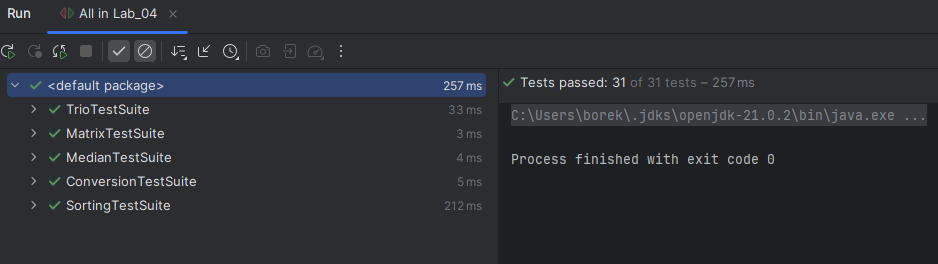 Run All in Lab_04
<default package> 257 ms
TrioTestSuite 33 ms
MatrixTestSuite 3 ms
MedianTestSuite 4 ms
ConversionTestSuite 5 ms
SortingTestSuite 212 ms
Tests passed: 31 of 31 tests – 257 ms
C:\Users\borek\.jdks\openjdk-21.0.2\bin\java.exe ...
Process finished with exit code 0